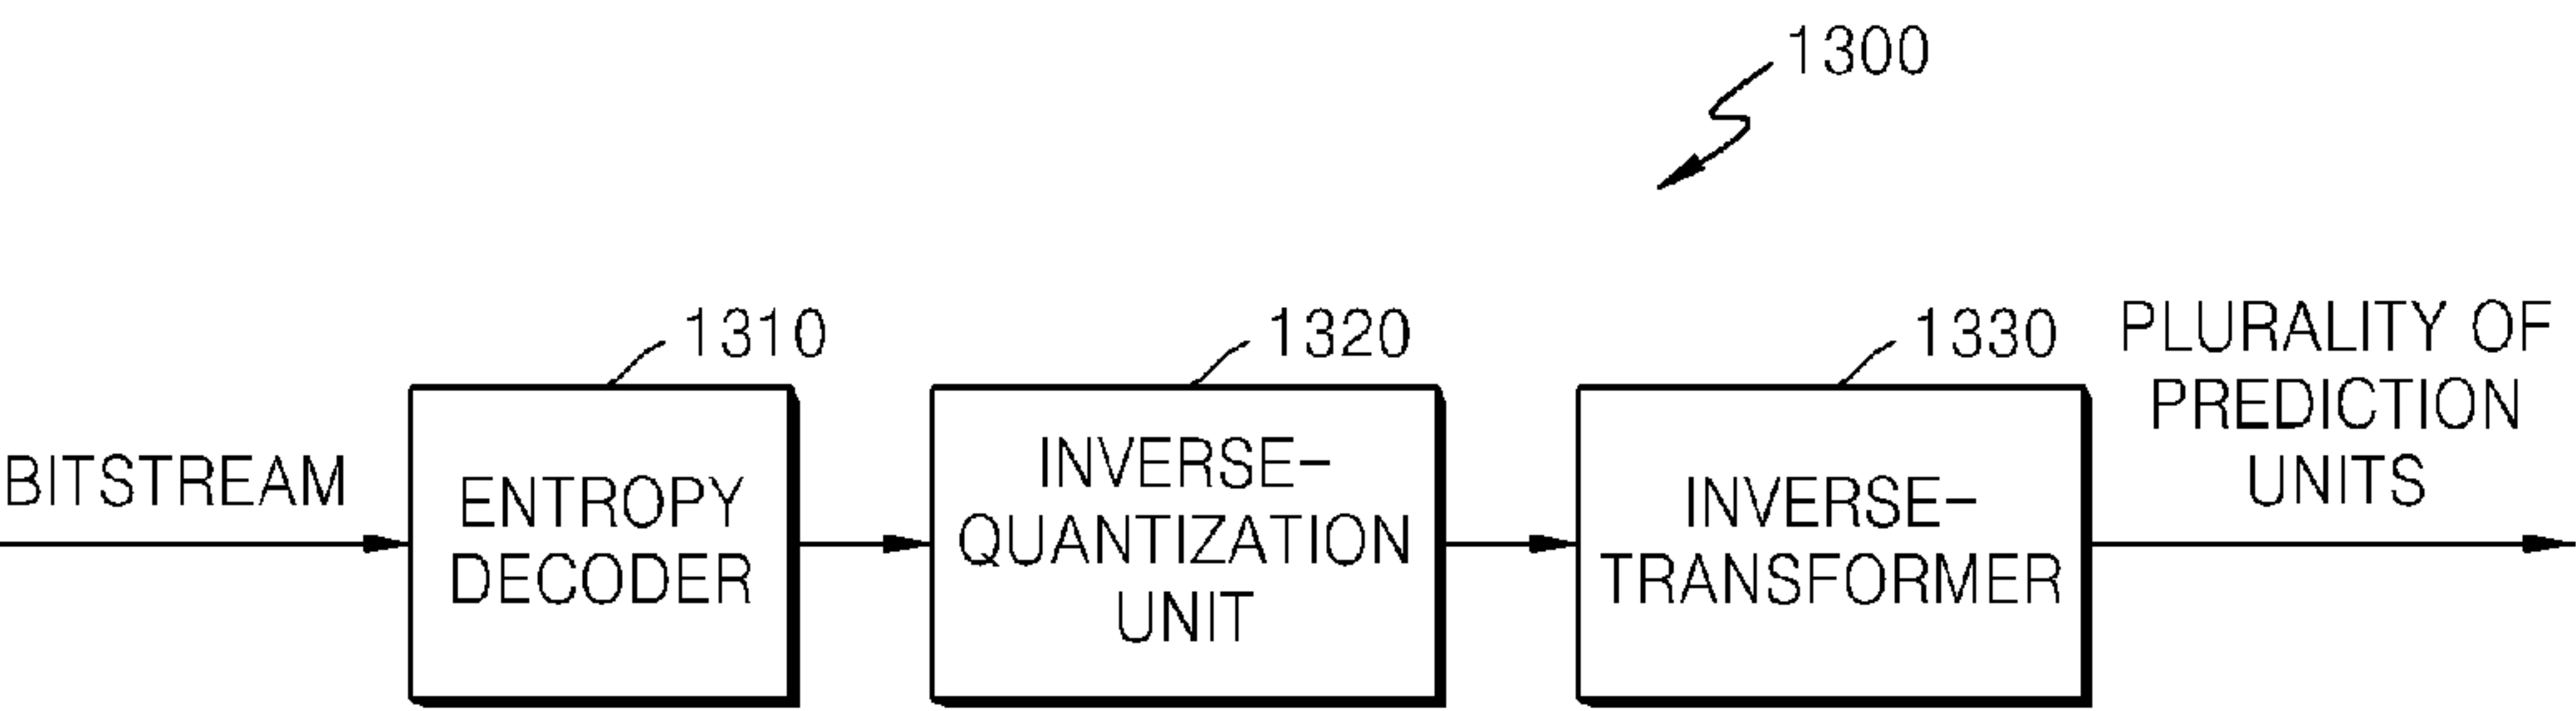 1300
1310
1320
1330
PLURALITY OF
PREDICTION
UNITS
BITSTREAM
ENTROPY
DECODER
INVERSE-
QUANTIZATION
UNIT
INVERSE-
TRANSFORMER